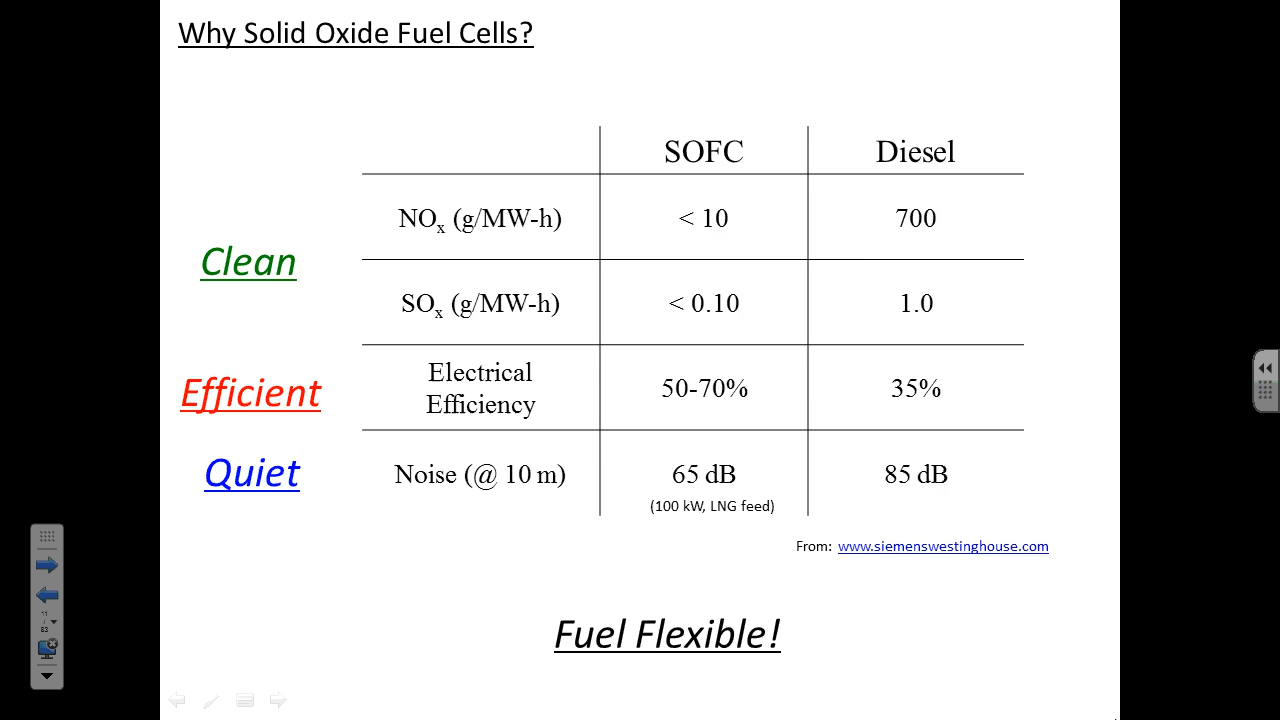 Why Solid Oxide Fuel Cells?
SOFC Diesel
Clean
NOx (g/MW-h) < 10 700
SOx (g/MW-h) < 0.10 1.0
Efficient
Electrical
Efficiency 50-70% 35%
Quiet
Noise (@ 10 m) 65 dB 85 dB
(100 kW, LNG feed)
From: www.siemenswestinghouse.com
Fuel Flexible!
11
/
83